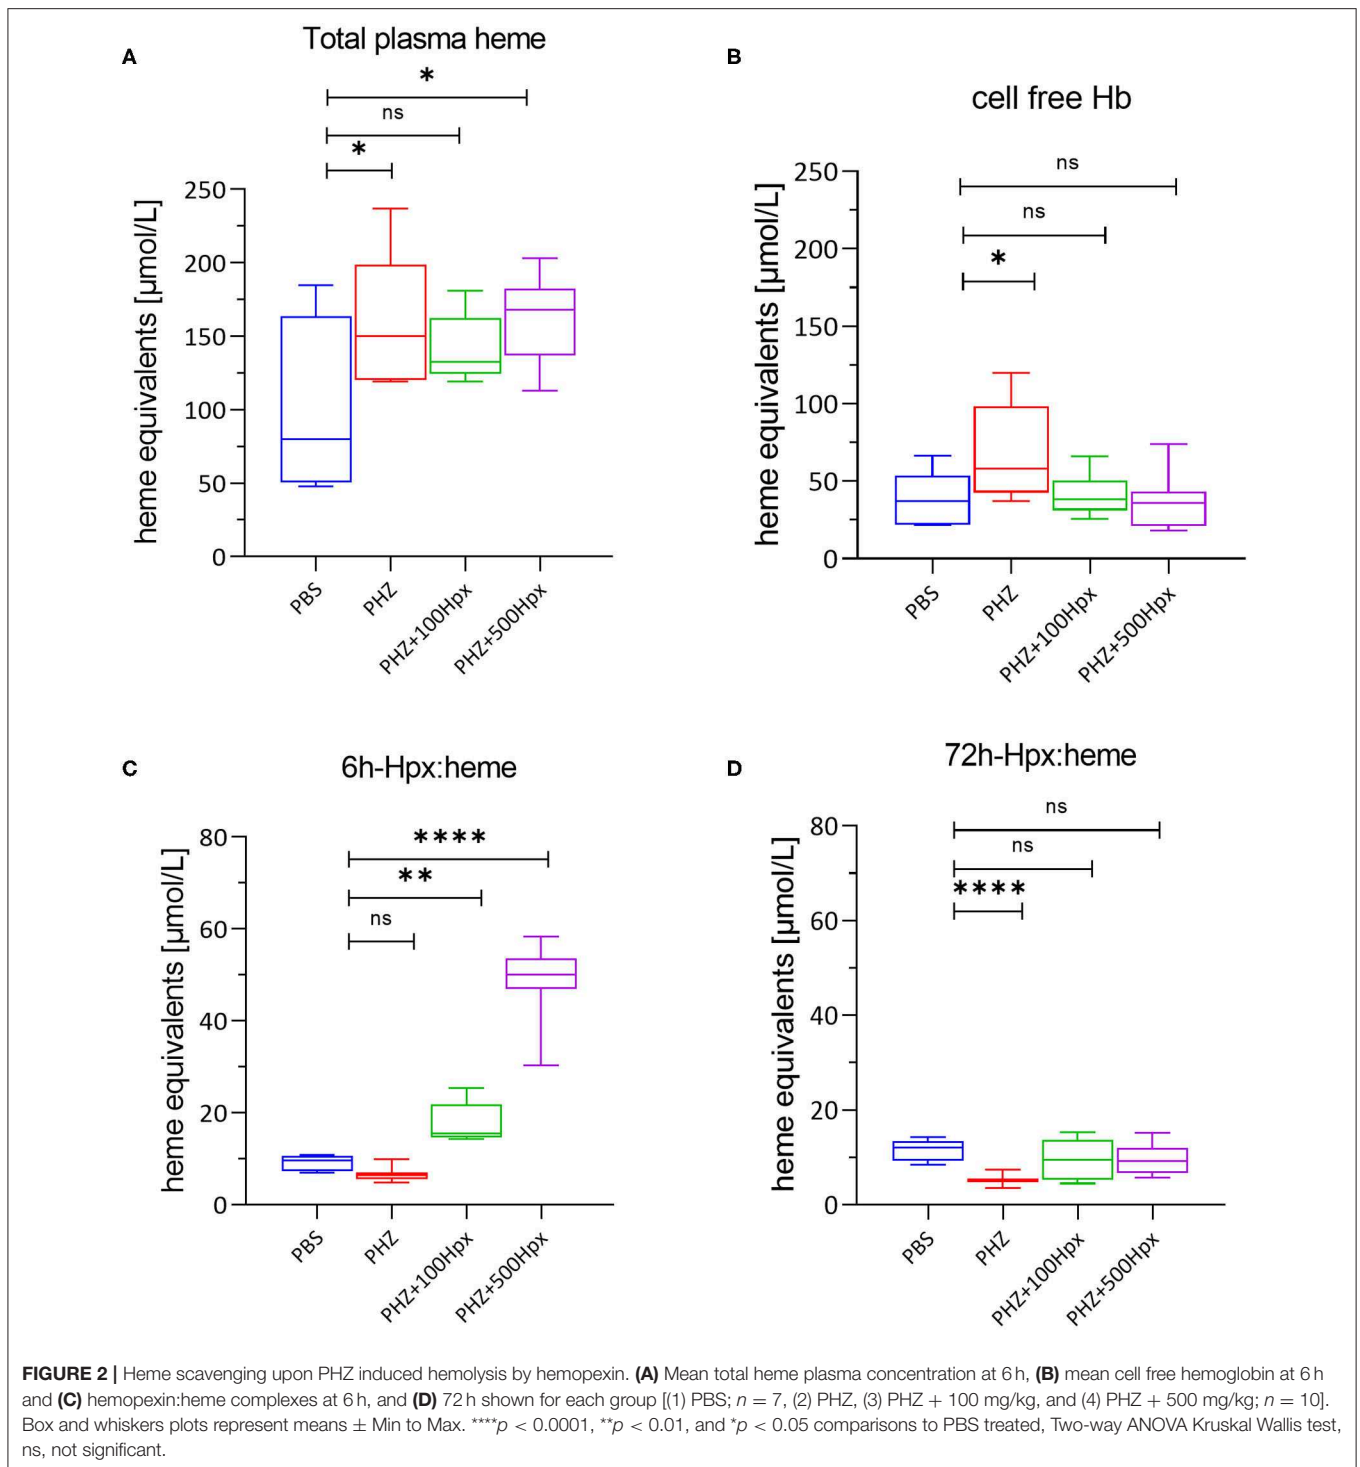 A
Total plasma heme
*
ns
*
heme equivalents [µmol/L]
250
200
150
100
50
0
PBS
PHZ
PHZ+100Hpx
PHZ+500Hpx
B
cell free Hb
ns
ns
*
heme equivalents [µmol/L]
250
200
150
100
50
0
PBS
PHZ
PHZ+100Hpx
PHZ+500Hpx
C
6h-Hpx:heme
****
**
ns
heme equivalents [µmol/L]
80
60
40
20
0
PBS
PHZ
PHZ+100Hpx
PHZ+500Hpx
D
72h-Hpx:heme
ns
ns
****
heme equivalents [µmol/L]
80
60
40
20
0
PBS
PHZ
PHZ+100Hpx
PHZ+500Hpx
FIGURE 2 | Heme scavenging upon PHZ induced hemolysis by hemopexin. (A) Mean total heme plasma concentration at 6 h, (B) mean cell free hemoglobin at 6 h
and (C) hemopexin:heme complexes at 6 h, and (D) 72 h shown for each group [(1) PBS; n = 7, (2) PHZ, (3) PHZ + 100 mg/kg, and (4) PHZ + 500 mg/kg; n = 10].
Box and whiskers plots represent means ± Min to Max. ****p < 0.0001, **p < 0.01, and *p < 0.05 comparisons to PBS treated, Two-way ANOVA Kruskal Wallis test,
ns, not significant.